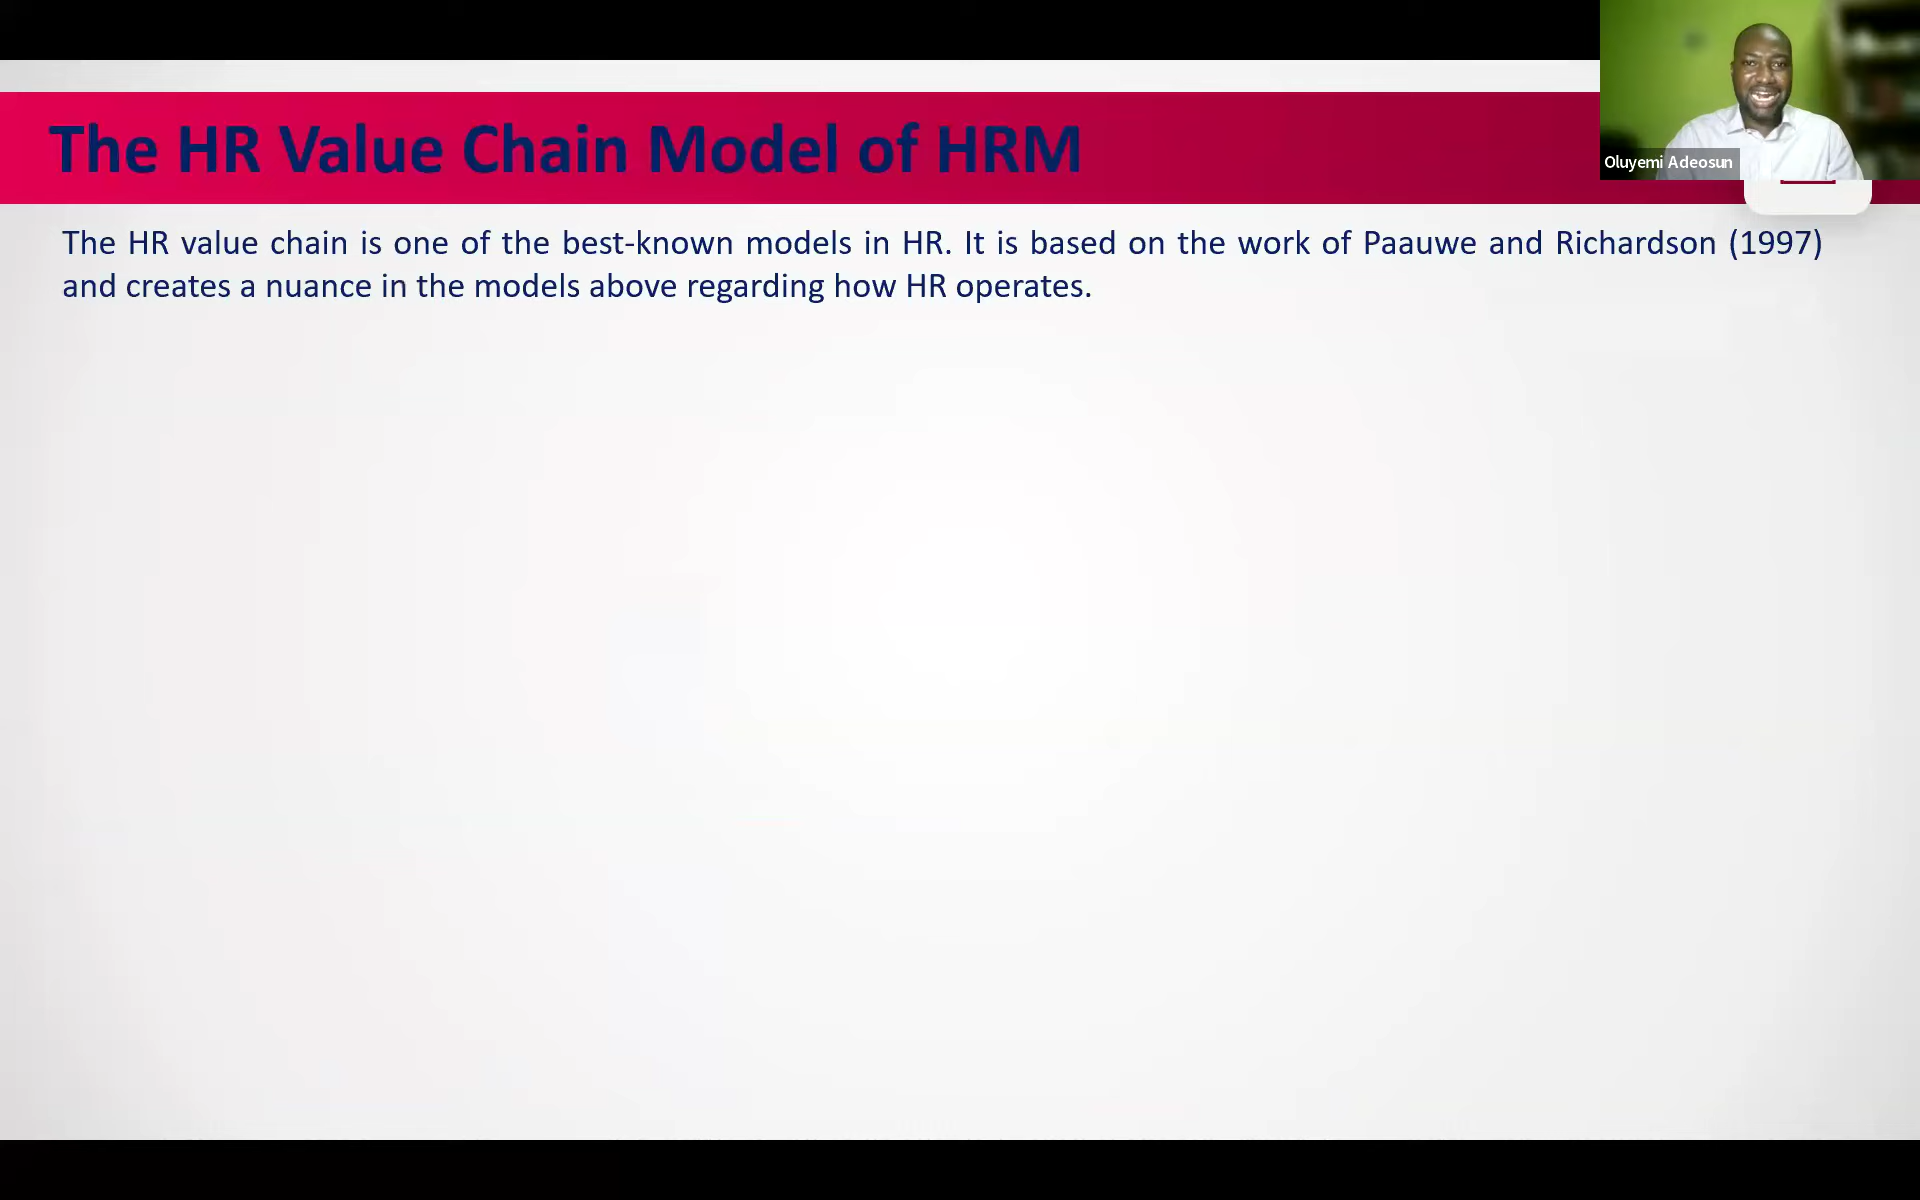 The HR Value Chain Model of HRM
Oluyemi Adeosun
The HR value chain is one of the best-known models in HR. It is based on the work of Paauwe and Richardson (1997)
and creates a nuance in the models above regarding how HR operates.